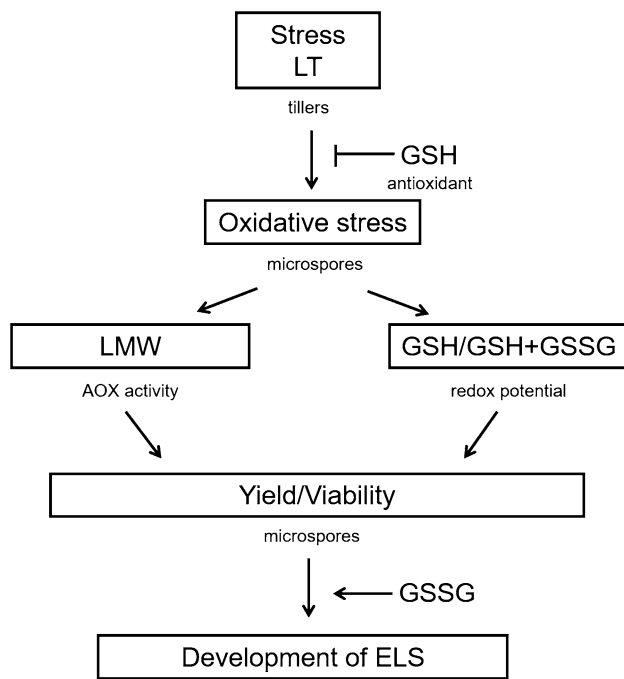 Stress
LT
tillers
GSH
antioxidant
Oxidative stress
microspores
LMW
GSH/GSH+GSSG
AOX activity
redox potential
Yield/Viability
microspores
GSSG
Development of ELS